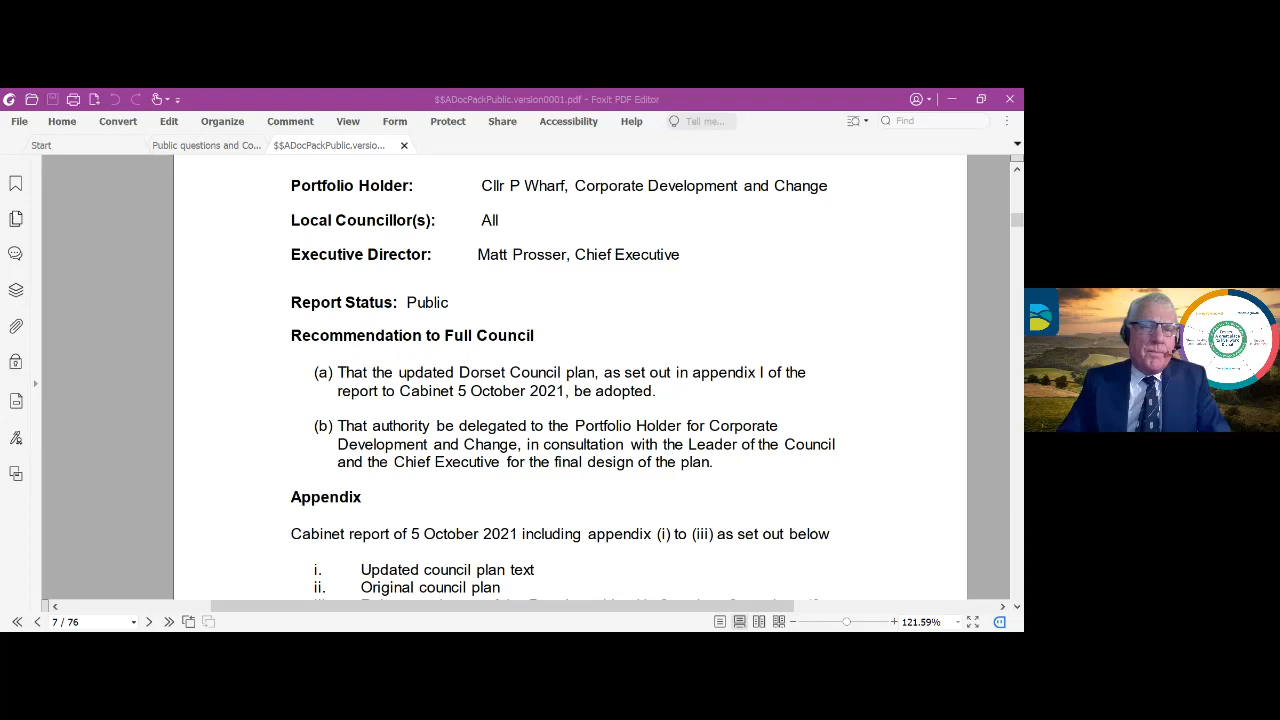 $$ADocPackPublic.version0001.pdf - Foxit PDF Editor
File Home Convert Edit Organize Comment View Form Protect Share Accessibility Help Tell me... Find
Start Public questions and Co... $$ADocPackPublic.versio...
Portfolio Holder: Cllr P Wharf, Corporate Development and Change
Local Councillor(s): All
Executive Director: Matt Prosser, Chief Executive
Report Status: Public
Recommendation to Full Council
(a) That the updated Dorset Council plan, as set out in appendix I of the
report to Cabinet 5 October 2021, be adopted.
(b) That authority be delegated to the Portfolio Holder for Corporate
Development and Change, in consultation with the Leader of the Council
and the Chief Executive for the final design of the plan.
Appendix
Cabinet report of 5 October 2021 including appendix (i) to (iii) as set out below
i. Updated council plan text
ii. Original council plan
7 / 76
121.59%